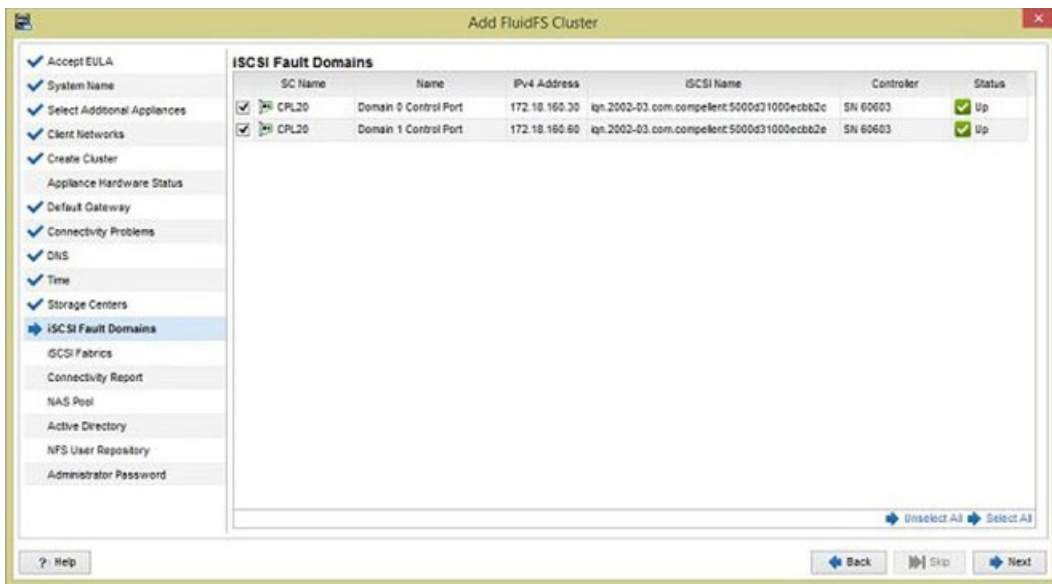 Add FluidFS Cluster
Accept EULA
System Name
Select Additional Appliances
Client Networks
Create Cluster
Appliance Hardware Status
Default Gateway
Connectivity Problems
DNS
Time
Storage Centers
iSCSI Fault Domains
iSCSI Fabrics
Connectivity Report
NAS Pool
Active Directory
NFS User Repository
Administrator Password
iSCSI Fault Domains
SC Name Name IPv4 Address iSCSI Name Controller Status
CPL20 Domain 0 Control Port 172.18.160.30 iqn.2002-03.com.compellent:5000d31000ecbb2c SN 60603 Up
CPL20 Domain 1 Control Port 172.18.160.60 iqn.2002-03.com.compellent:5000d31000ecbb2e SN 60603 Up
Unselect All Select All
? Help
Back Skip Next